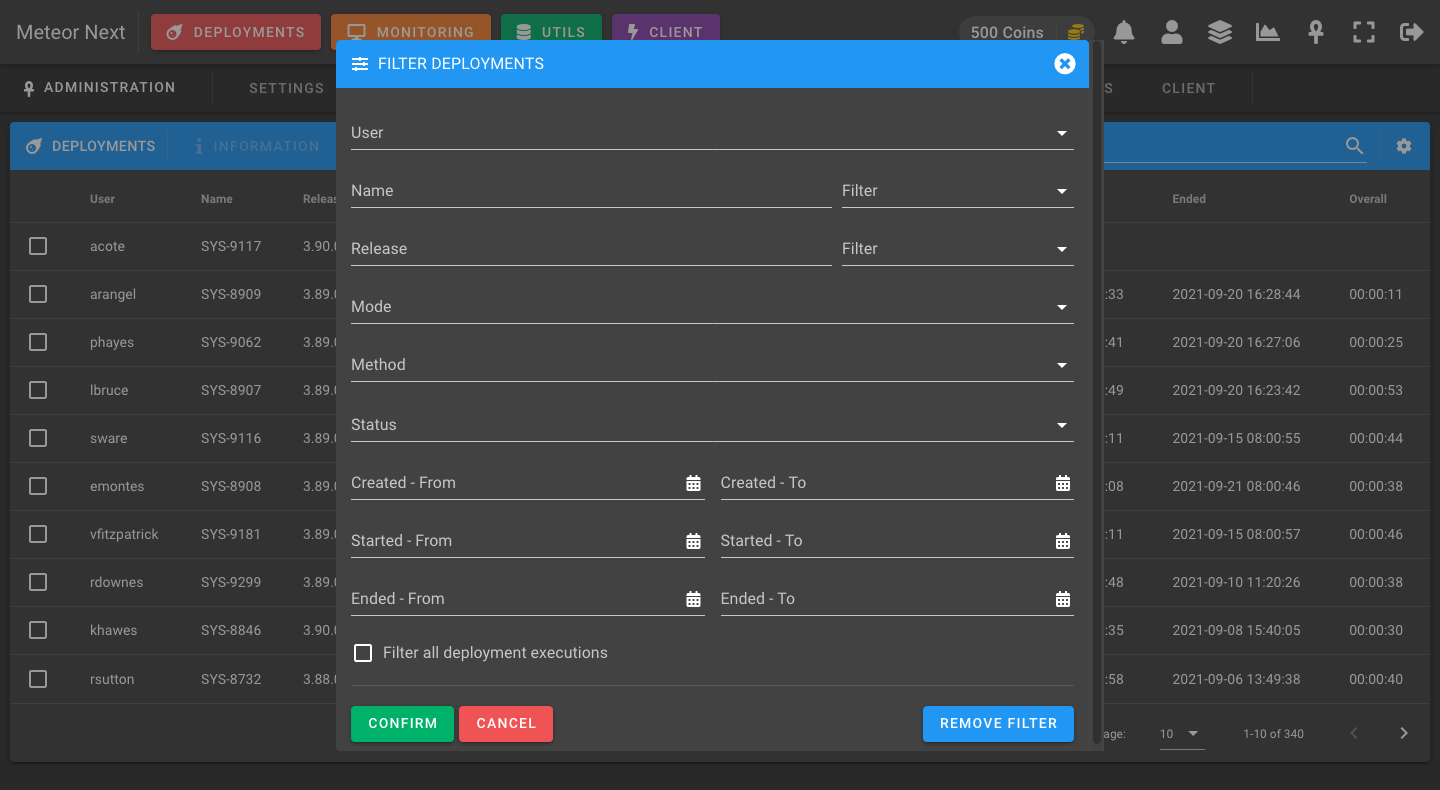 Meteor Next DEPLOYMENTS MONITORING UTILS CLIENT 500 Coins
FILTER DEPLOYMENTS
ADMINISTRATION SETTINGS CLIENT
DEPLOYMENTS INFORMATION
User
Name Filter
Release Filter
Mode
Method
Status
Created - From Created - To
Started - From Started - To
Ended - From Ended - To
Filter all deployment executions
CONFIRM CANCEL REMOVE FILTER
User Name Ended Overall
acote SYS-9117 3.90.
arangel SYS-8909 3.89. :33 2021-09-20 16:28:44 00:00:11
phayes SYS-9062 3.89. :41 2021-09-20 16:27:06 00:00:25
lbruce SYS-8907 3.89. :49 2021-09-20 16:23:42 00:00:53
sware SYS-9116 3.89. :11 2021-09-15 08:00:55 00:00:44
emontes SYS-8908 3.89. :08 2021-09-21 08:00:46 00:00:38
vfitzpatrick SYS-9181 3.89. :11 2021-09-15 08:00:57 00:00:46
rdownes SYS-9299 3.89. :48 2021-09-10 11:20:26 00:00:38
khawes SYS-8846 3.90. :35 2021-09-08 15:40:05 00:00:30
rsutton SYS-8732 3.88. :58 2021-09-06 13:49:38 00:00:40
age: 10 1-10 of 340